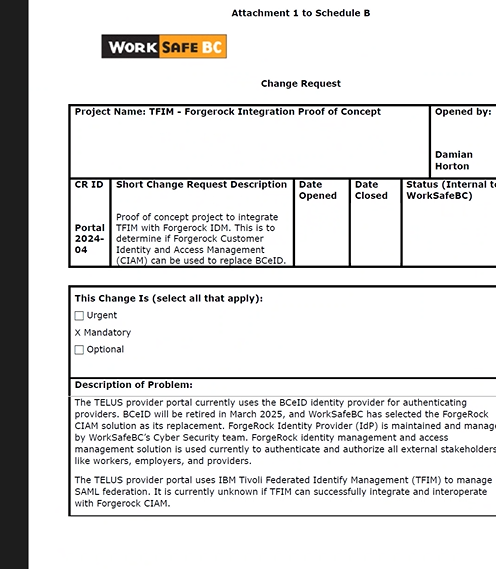 Attachment 1 to Schedule B
WORK SAFE BC
Change Request
Project Name: TFIM - Forgerock Integration Proof of Concept
Opened by:
Damian
Horton
CR ID
Short Change Request Description
Date
Opened
Date
Closed
Status (Internal to
WorkSafeBC)
Portal
2024-
04
Proof of concept project to integrate
TFIM with Forgerock IDM. This is to
determine if Forgerock Customer
Identity and Access Management
(CIAM) can be used to replace BCeID.
This Change Is (select all that apply):
Urgent
X Mandatory
Optional
Description of Problem:
The TELUS provider portal currently uses the BCeID identity provider for authenticating
providers. BCeID will be retired in March 2025, and WorkSafeBC has selected the ForgeRock
CIAM solution as its replacement. ForgeRock Identity Provider (IdP) is maintained and manage
by WorkSafeBC's Cyber Security team. ForgeRock identity management and access
management solution is used currently to authenticate and authorize all external stakeholders
like workers, employers, and providers.
The TELUS provider portal uses IBM Tivoli Federated Identify Management (TFIM) to manage
SAML federation. It is currently unknown if TFIM can successfully integrate and interoperate
with Forgerock CIAM.